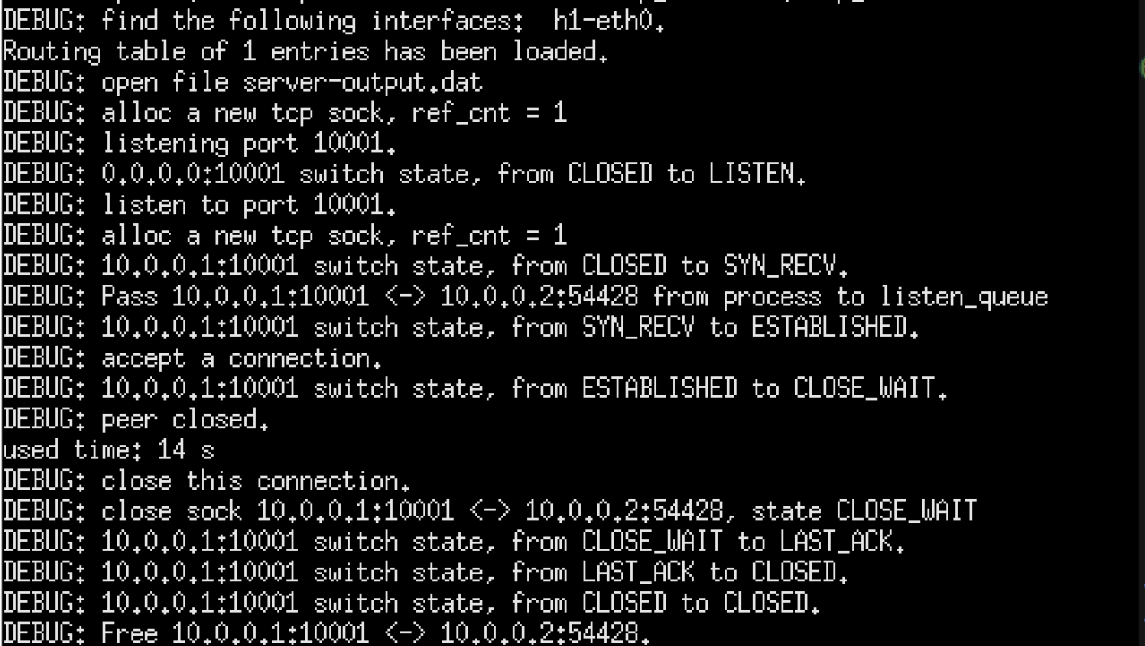 DEBUG: find the following interfaces:  h1-eth0.
Routing table of 1 entries has been loaded.
DEBUG: open file server-output.dat
DEBUG: alloc a new tcp sock, ref_cnt = 1
DEBUG: listening port 10001.
DEBUG: 0.0.0.0:10001 switch state, from CLOSED to LISTEN.
DEBUG: listen to port 10001.
DEBUG: alloc a new tcp sock, ref_cnt = 1
DEBUG: 10.0.0.1:10001 switch state, from CLOSED to SYN_RECV.
DEBUG: Pass 10.0.0.1:10001 <-> 10.0.0.2:54428 from process to listen_queue
DEBUG: 10.0.0.1:10001 switch state, from SYN_RECV to ESTABLISHED.
DEBUG: accept a connection.
DEBUG: 10.0.0.1:10001 switch state, from ESTABLISHED to CLOSE_WAIT.
DEBUG: peer closed.
used time: 14 s
DEBUG: close this connection.
DEBUG: close sock 10.0.0.1:10001 <-> 10.0.0.2:54428, state CLOSE_WAIT
DEBUG: 10.0.0.1:10001 switch state, from CLOSE_WAIT to LAST_ACK.
DEBUG: 10.0.0.1:10001 switch state, from LAST_ACK to CLOSED.
DEBUG: 10.0.0.1:10001 switch state, from CLOSED to CLOSED.
DEBUG: Free 10.0.0.1:10001 <-> 10.0.0.2:54428.